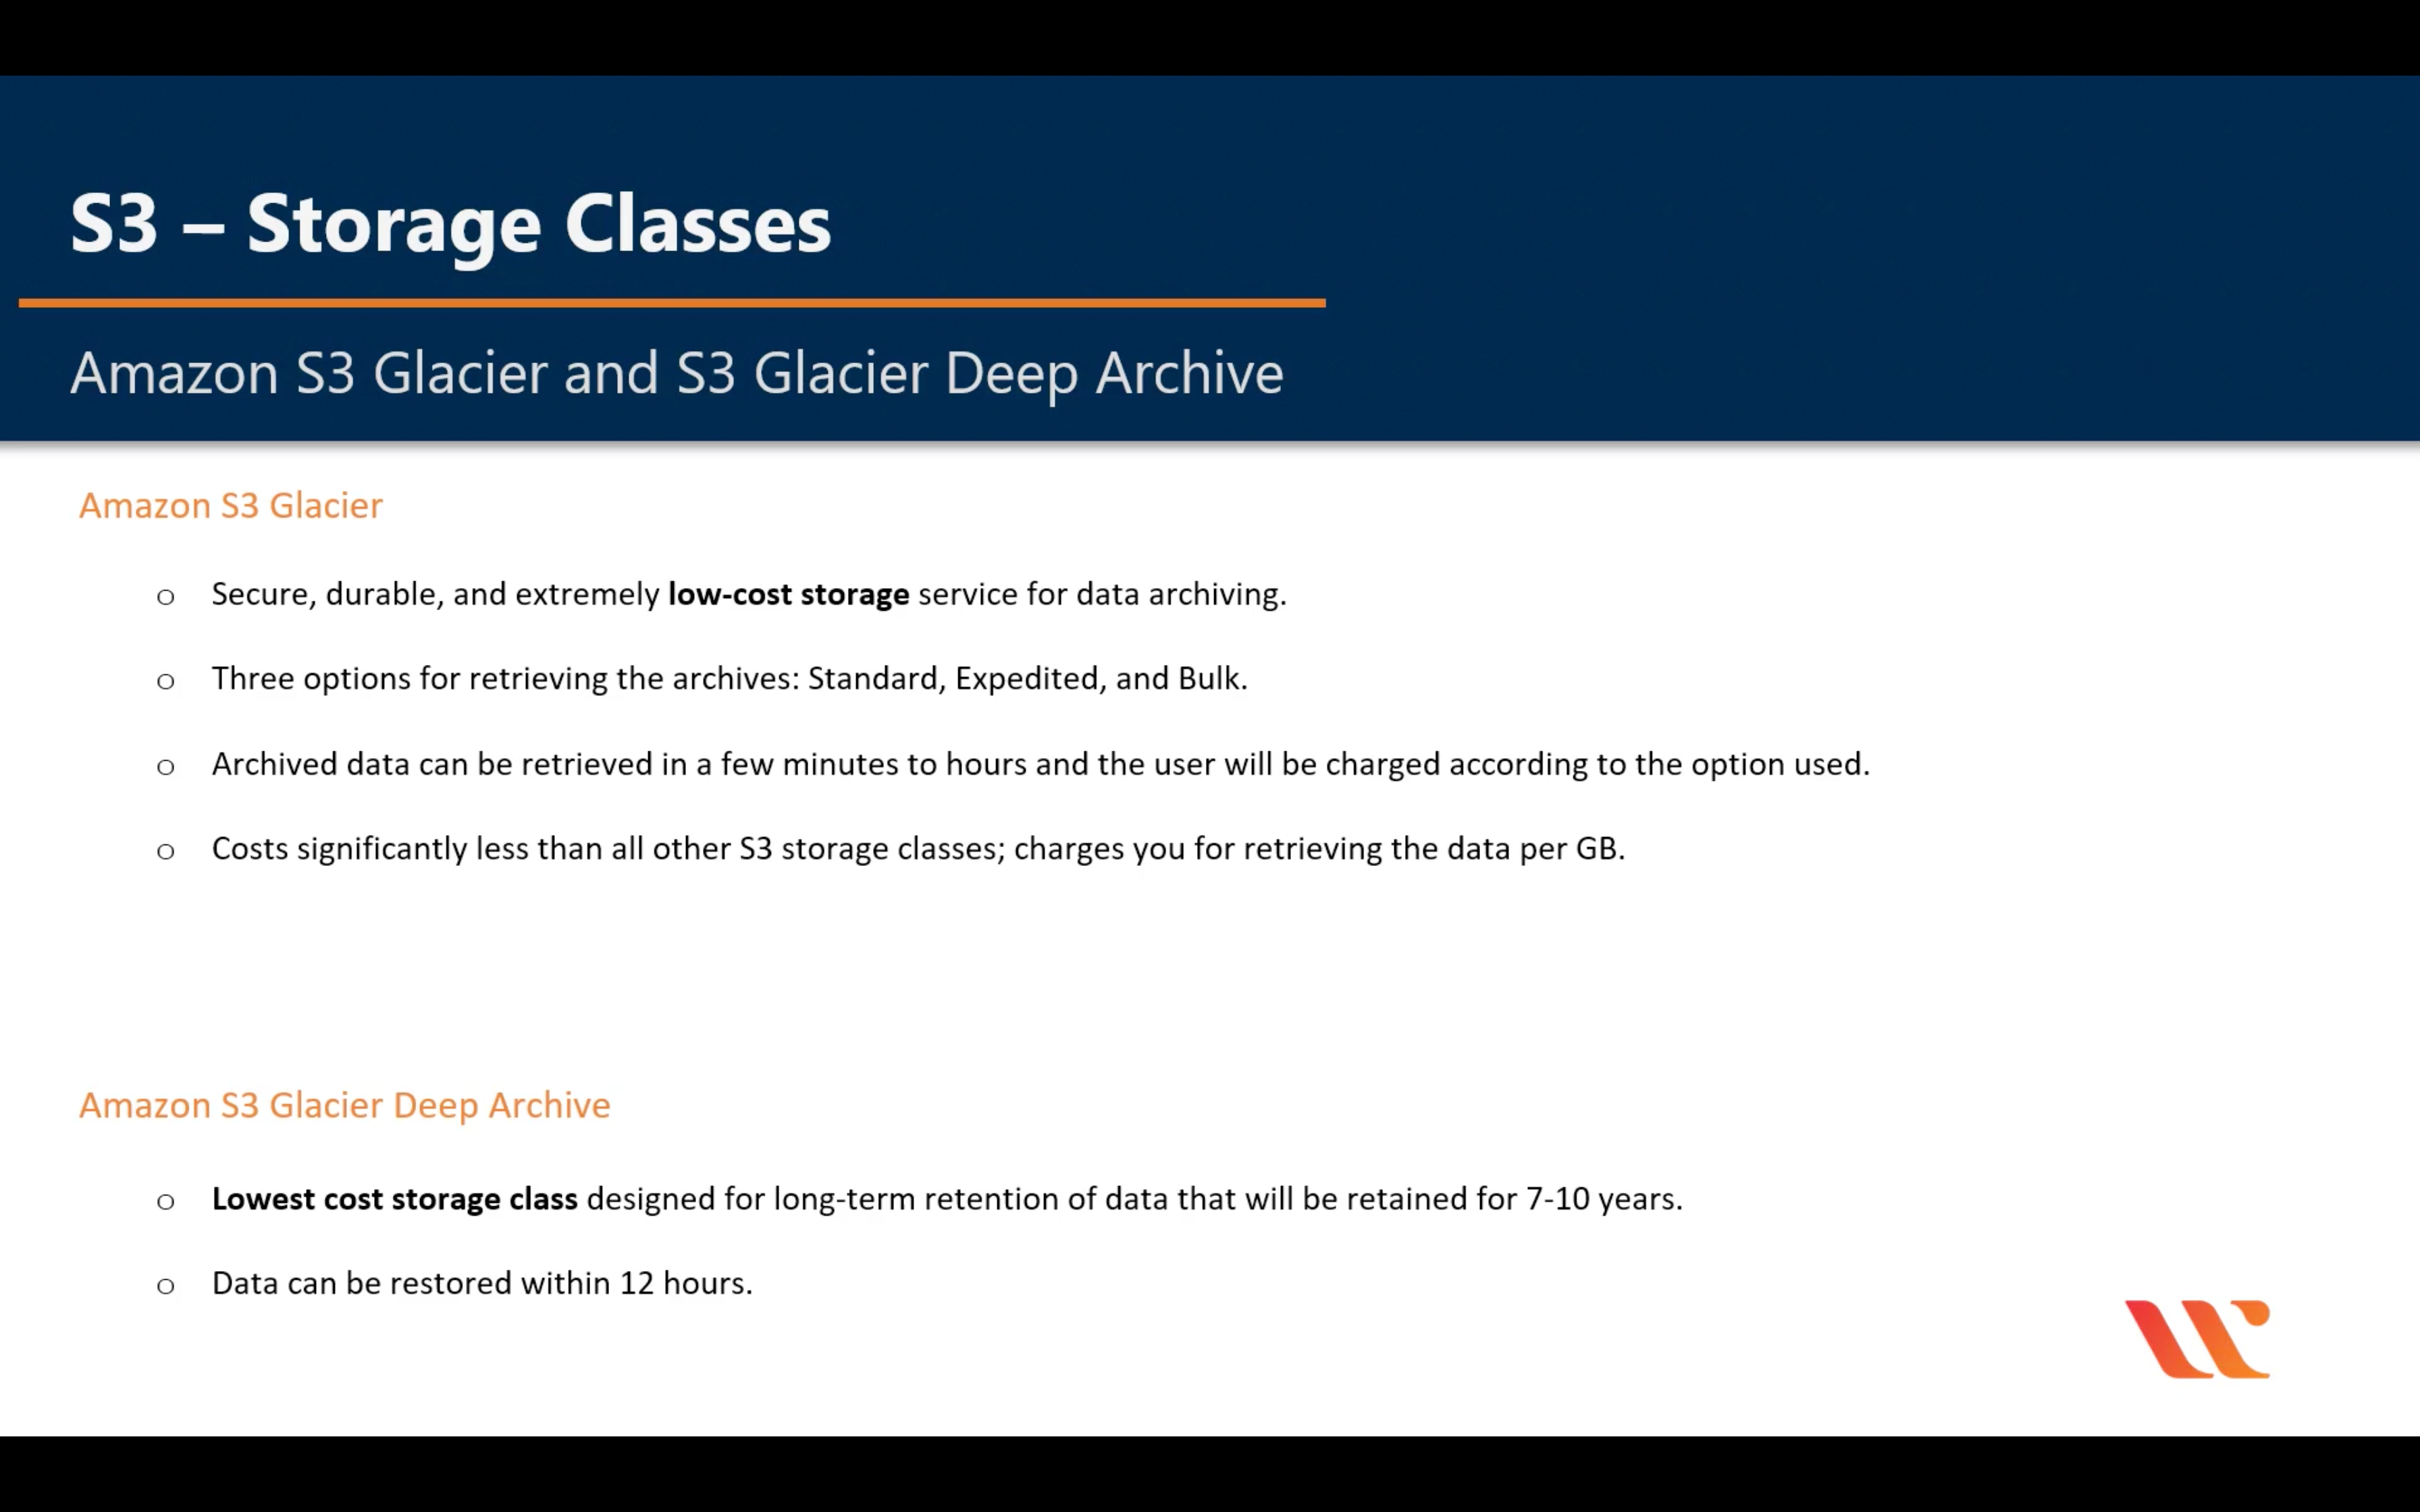 S3 – Storage Classes
Amazon S3 Glacier and S3 Glacier Deep Archive
Amazon S3 Glacier
o Secure, durable, and extremely low-cost storage service for data archiving.
o Three options for retrieving the archives: Standard, Expedited, and Bulk.
o Archived data can be retrieved in a few minutes to hours and the user will be charged according to the option used.
o Costs significantly less than all other S3 storage classes; charges you for retrieving the data per GB.
Amazon S3 Glacier Deep Archive
o Lowest cost storage class designed for long-term retention of data that will be retained for 7-10 years.
o Data can be restored within 12 hours.